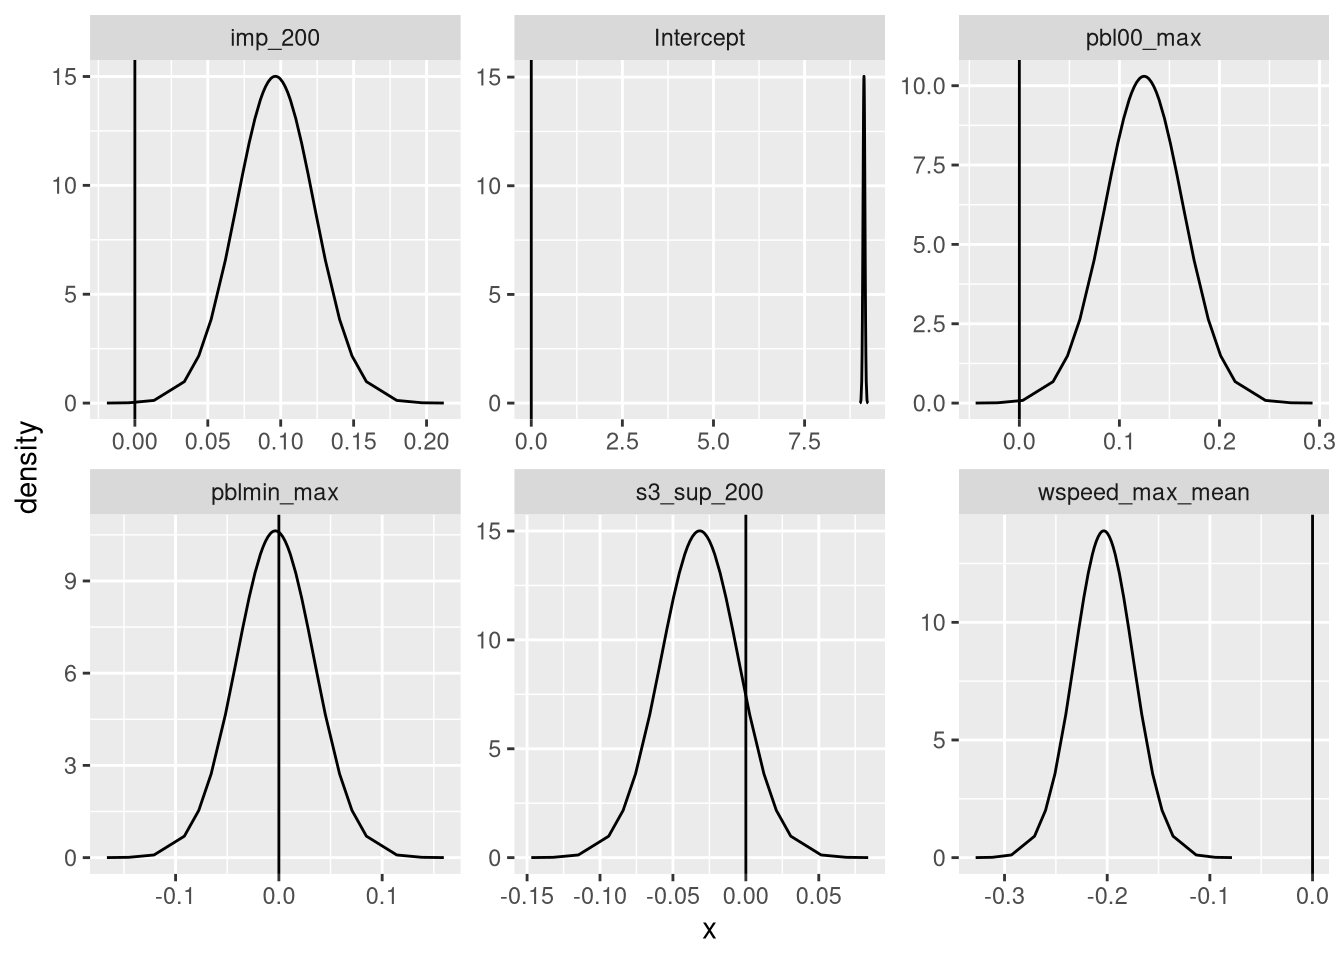 imp_200 Intercept pbl00_max
15 15 10.0
10 10 7.5
5 5 5.0
2.5
0 0 0.0
0.00 0.05 0.10 0.15 0.20 0.0 2.5 5.0 7.5 0.0 0.1 0.2 0.3
density
pblmin_max s3_sup_200 wspeed_max_mean
9 15 10
6 10
3 5 5
0 0 0
-0.1 0.0 0.1 -0.15 -0.10 -0.05 0.00 0.05 -0.3 -0.2 -0.1 0.0
x